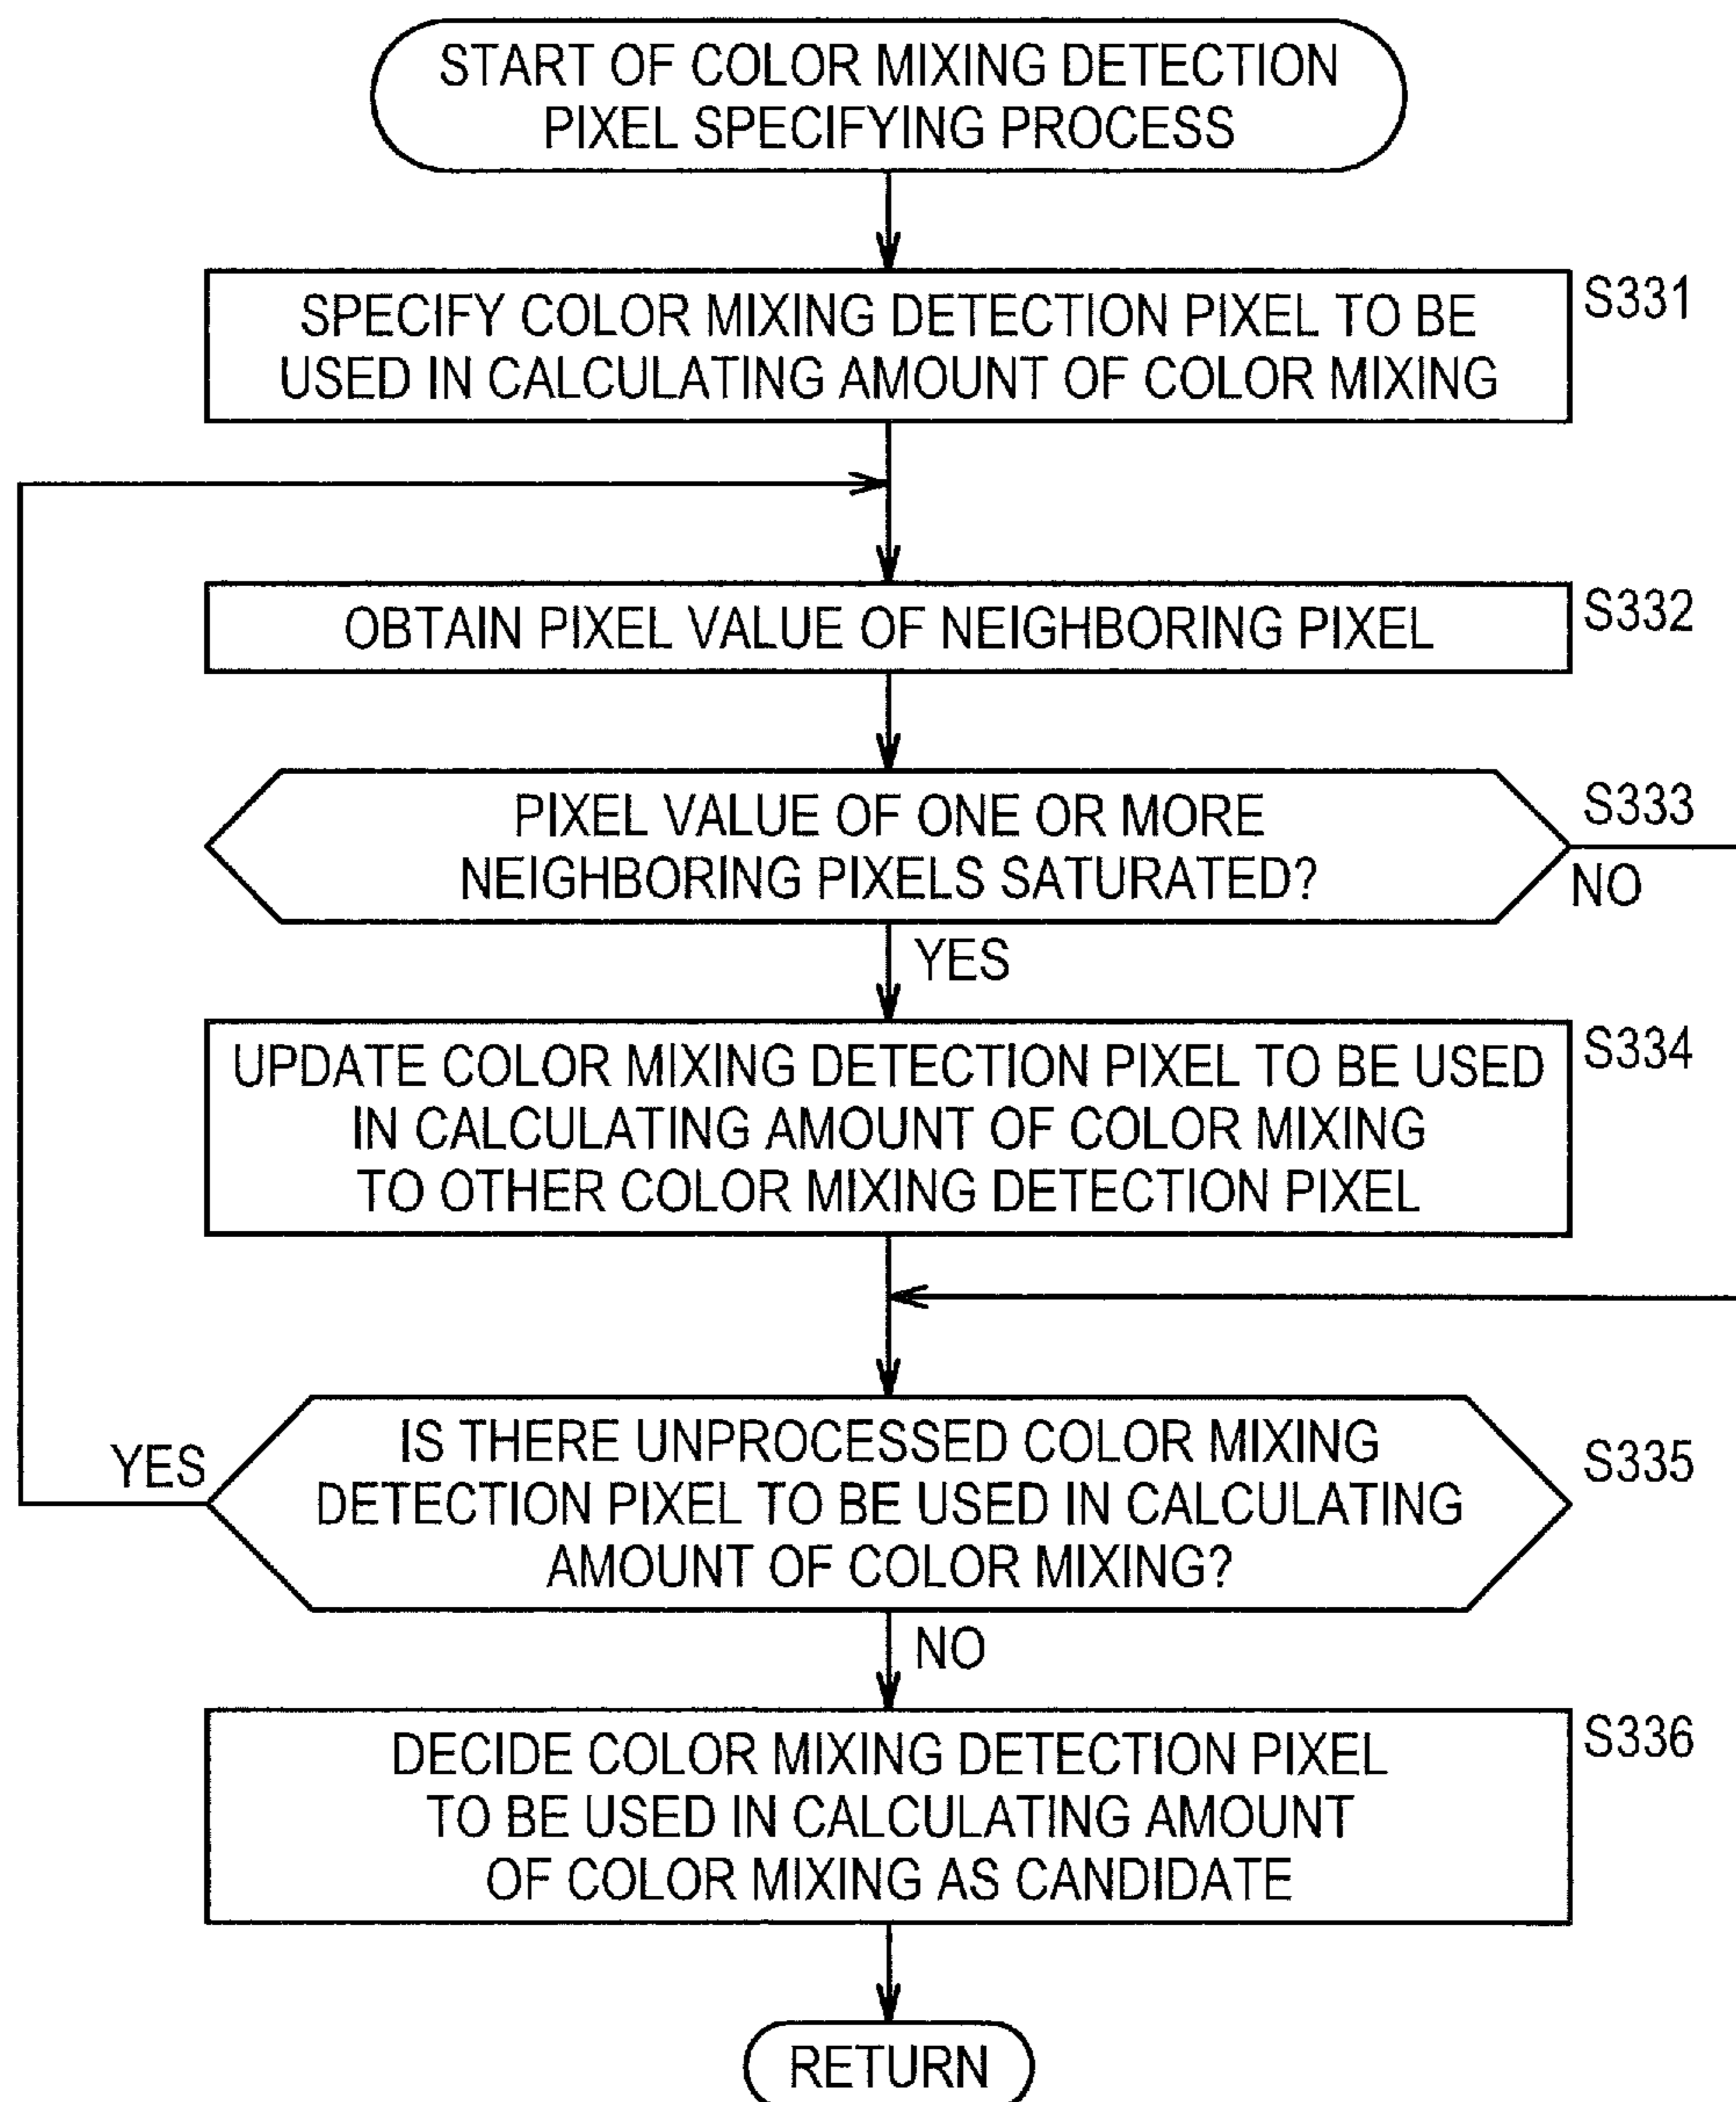 START OF COLOR MIXING DETECTION
PIXEL SPECIFYING PROCESS
SPECIFY COLOR MIXING DETECTION PIXEL TO BE
USED IN CALCULATING AMOUNT OF COLOR MIXING
S331
OBTAIN PIXEL VALUE OF NEIGHBORING PIXEL
S332
PIXEL VALUE OF ONE OR MORE
NEIGHBORING PIXELS SATURATED?
S333
NO
YES
UPDATE COLOR MIXING DETECTION PIXEL TO BE USED
IN CALCULATING AMOUNT OF COLOR MIXING
TO OTHER COLOR MIXING DETECTION PIXEL
S334
YES
IS THERE UNPROCESSED COLOR MIXING
DETECTION PIXEL TO BE USED IN CALCULATING
AMOUNT OF COLOR MIXING?
S335
NO
DECIDE COLOR MIXING DETECTION PIXEL
TO BE USED IN CALCULATING AMOUNT
OF COLOR MIXING AS CANDIDATE
S336
RETURN